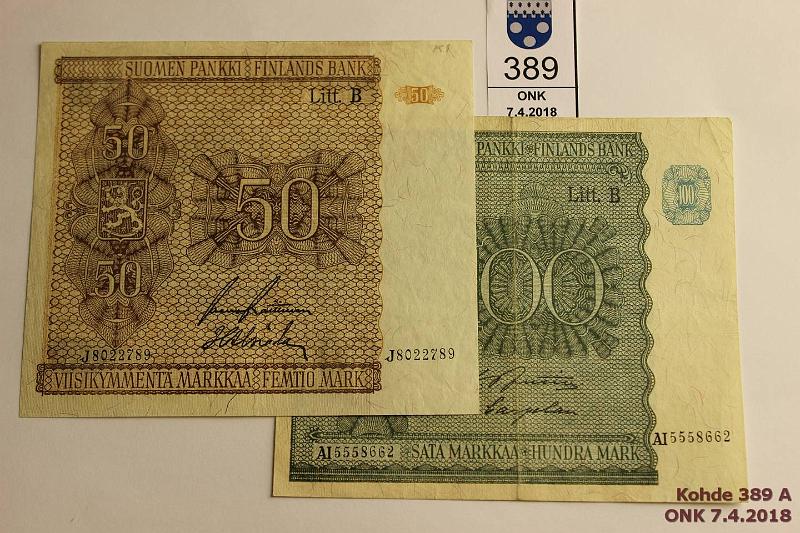 389
ONK
7.4.2018
SUOMEN PANKKI FINLANDS BANK
Litt. B
50
50
50
50
J8022789
J8022789
VIISIKYMMENTÄ MARKKAA FEMTIO MARK
PANKKI FINLANDS BANK
Litt. B
100
00
AI5558662
AI5558662
SATA MARKKAA HUNDRA MARK
Kohde 389 A
ONK 7.4.2018